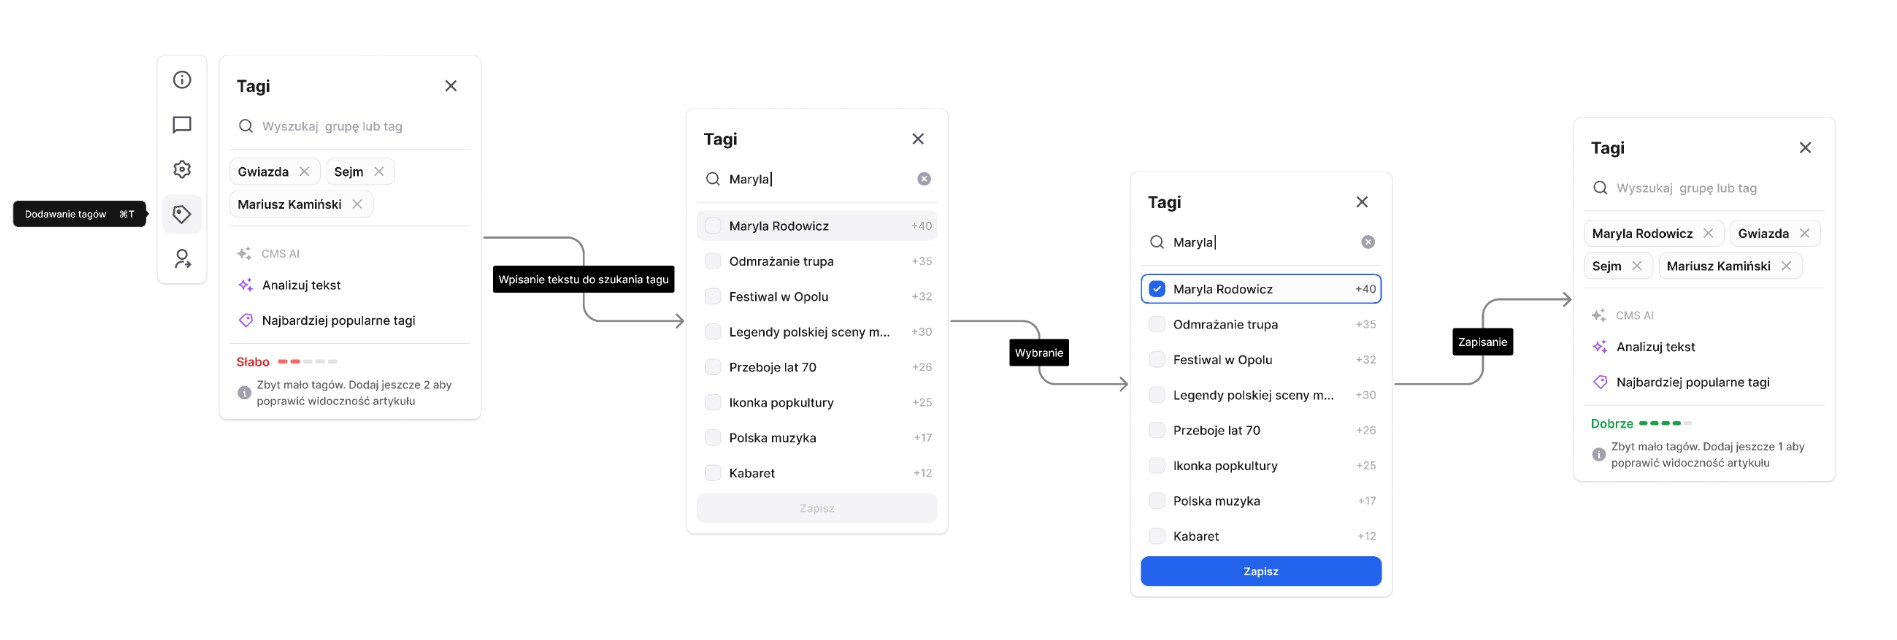 Dodawanie tagów ⌘T
Tagi
Wyszukaj grupę lub tag
Gwiazda
Sejm
Mariusz Kamiński
CMS AI
Analizuj tekst
Najbardziej popularne tagi
Słabo
Zbyt mało tagów. Dodaj jeszcze 2 aby
poprawić widoczność artykułu
Wpisanie tekstu do szukania tagu
Tagi
Maryla
Maryla Rodowicz +40
Odmrażanie trupa +35
Festiwal w Opolu +32
Legendy polskiej sceny m... +30
Przeboje lat 70 +26
Ikonka popkultury +25
Polska muzyka +17
Kabaret +12
Zapisz
Wybranie
Tagi
Maryla
Maryla Rodowicz +40
Odmrażanie trupa +35
Festiwal w Opolu +32
Legendy polskiej sceny m... +30
Przeboje lat 70 +26
Ikonka popkultury +25
Polska muzyka +17
Kabaret +12
Zapisz
Zapisanie
Tagi
Wyszukaj grupę lub tag
Maryla Rodowicz
Gwiazda
Sejm
Mariusz Kamiński
CMS AI
Analizuj tekst
Najbardziej popularne tagi
Dobrze
Zbyt mało tagów. Dodaj jeszcze 1 aby
poprawić widoczność artykułu